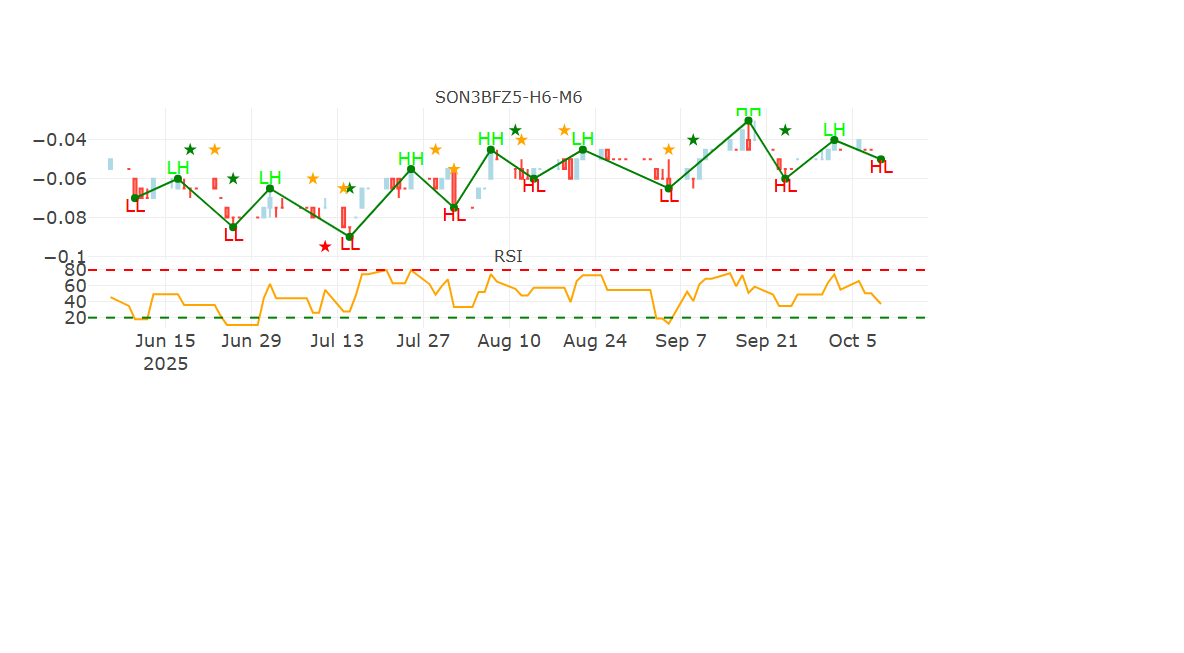 SON3BFZ5-H6-M6
HH
−0.04
LH
HH
LH
−0.06
LH
HH
LH
LL
HL
LL
HL
HL
−0.08
LL
LL
HL
−0.1
RSI
80
60
40
20
Jun 15
2025
Jun 29
Jul 13
Jul 27
Aug 10
Aug 24
Sep 7
Sep 21
Oct 5